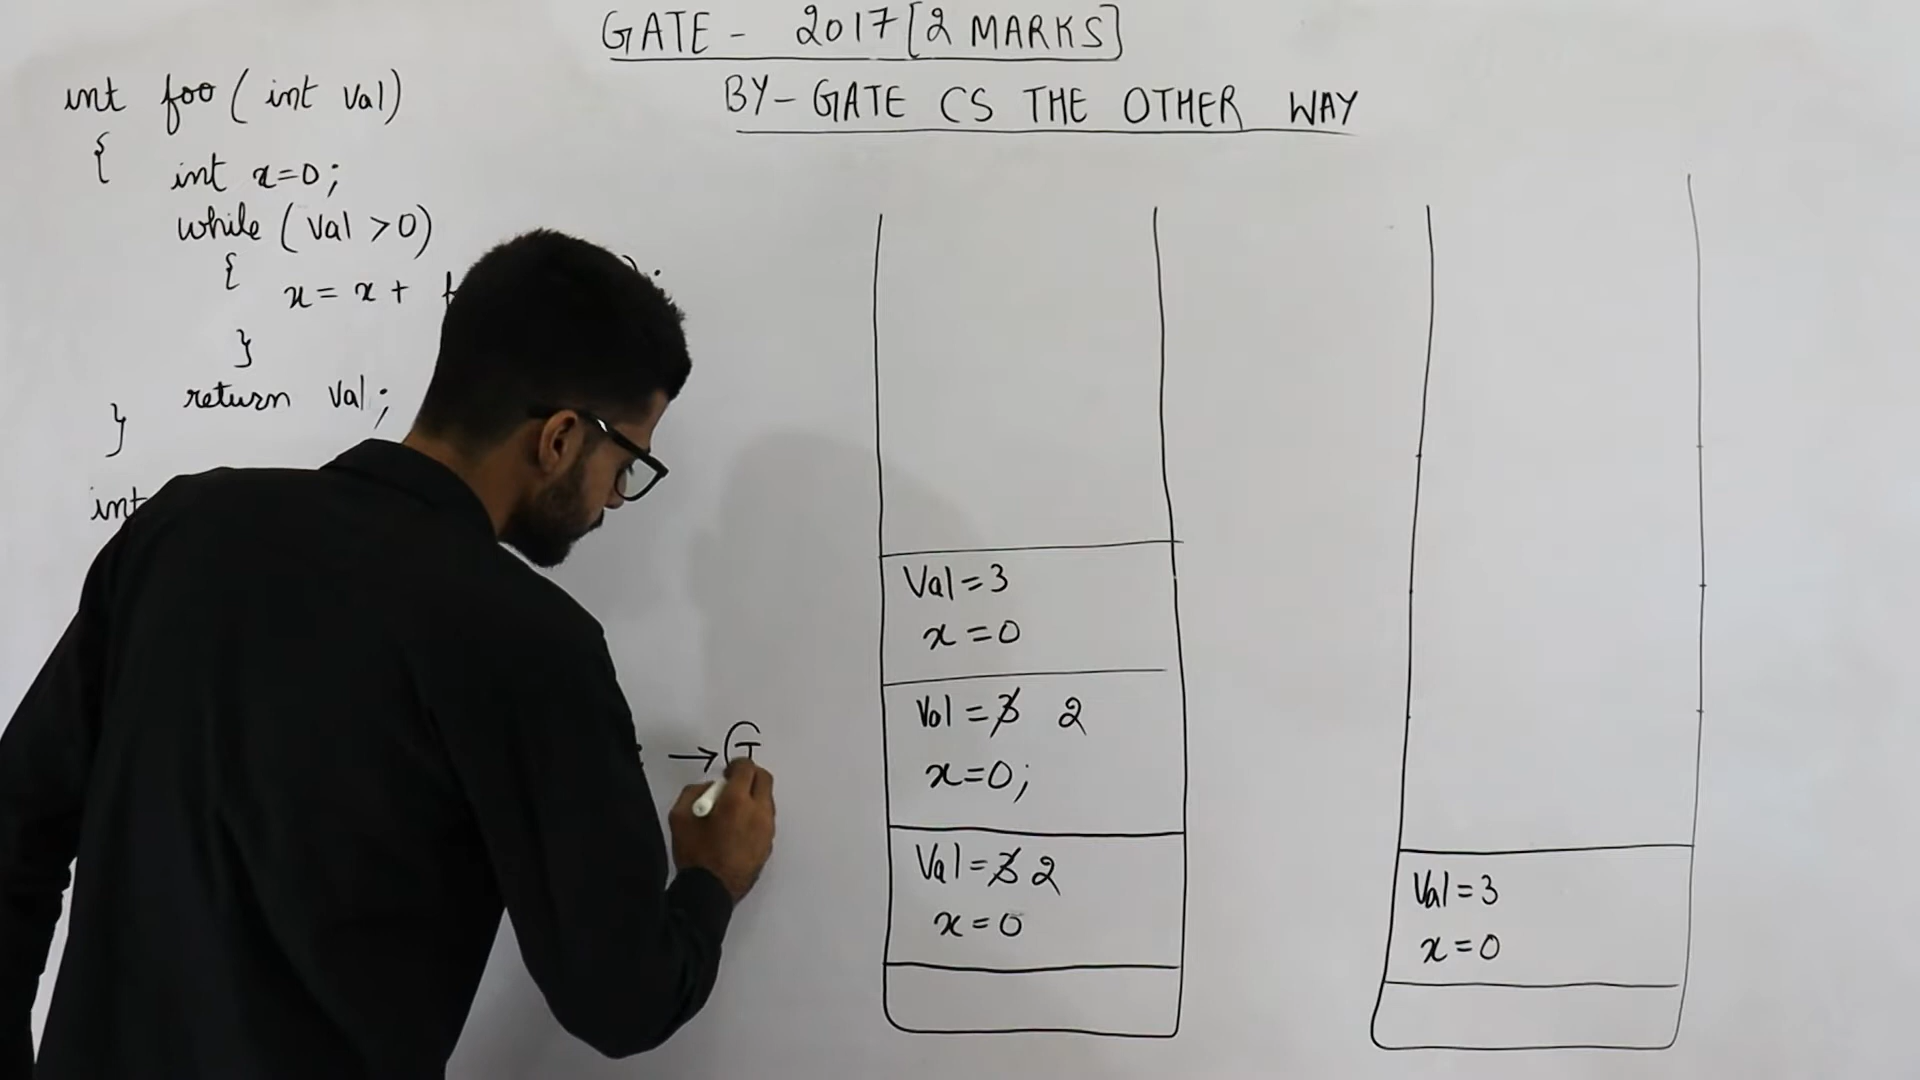 GATE - 2017 [2 MARKS]
BY - GATE CS THE OTHER WAY
int foo ( int Val)
{
int x=0;
while ( Val >0)
{
x= x +
}
return Val;
}
int
Val=3
x=0
Val=3 2
x=0;
Val=3 2
x=0
Val=3
x=0